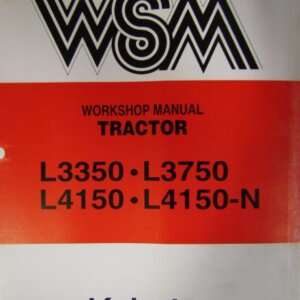 WSM
WORKSHOP MANUAL
TRACTOR
L3350 • L3750
L4150 • L4150-N